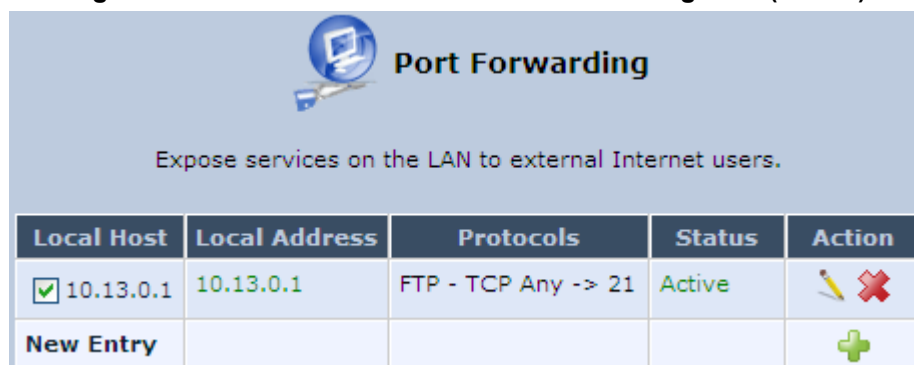 Port Forwarding
Expose services on the LAN to external Internet users.
Local Host Local Address Protocols Status Action
10.13.0.1 10.13.0.1 FTP - TCP Any -> 21 Active
New Entry